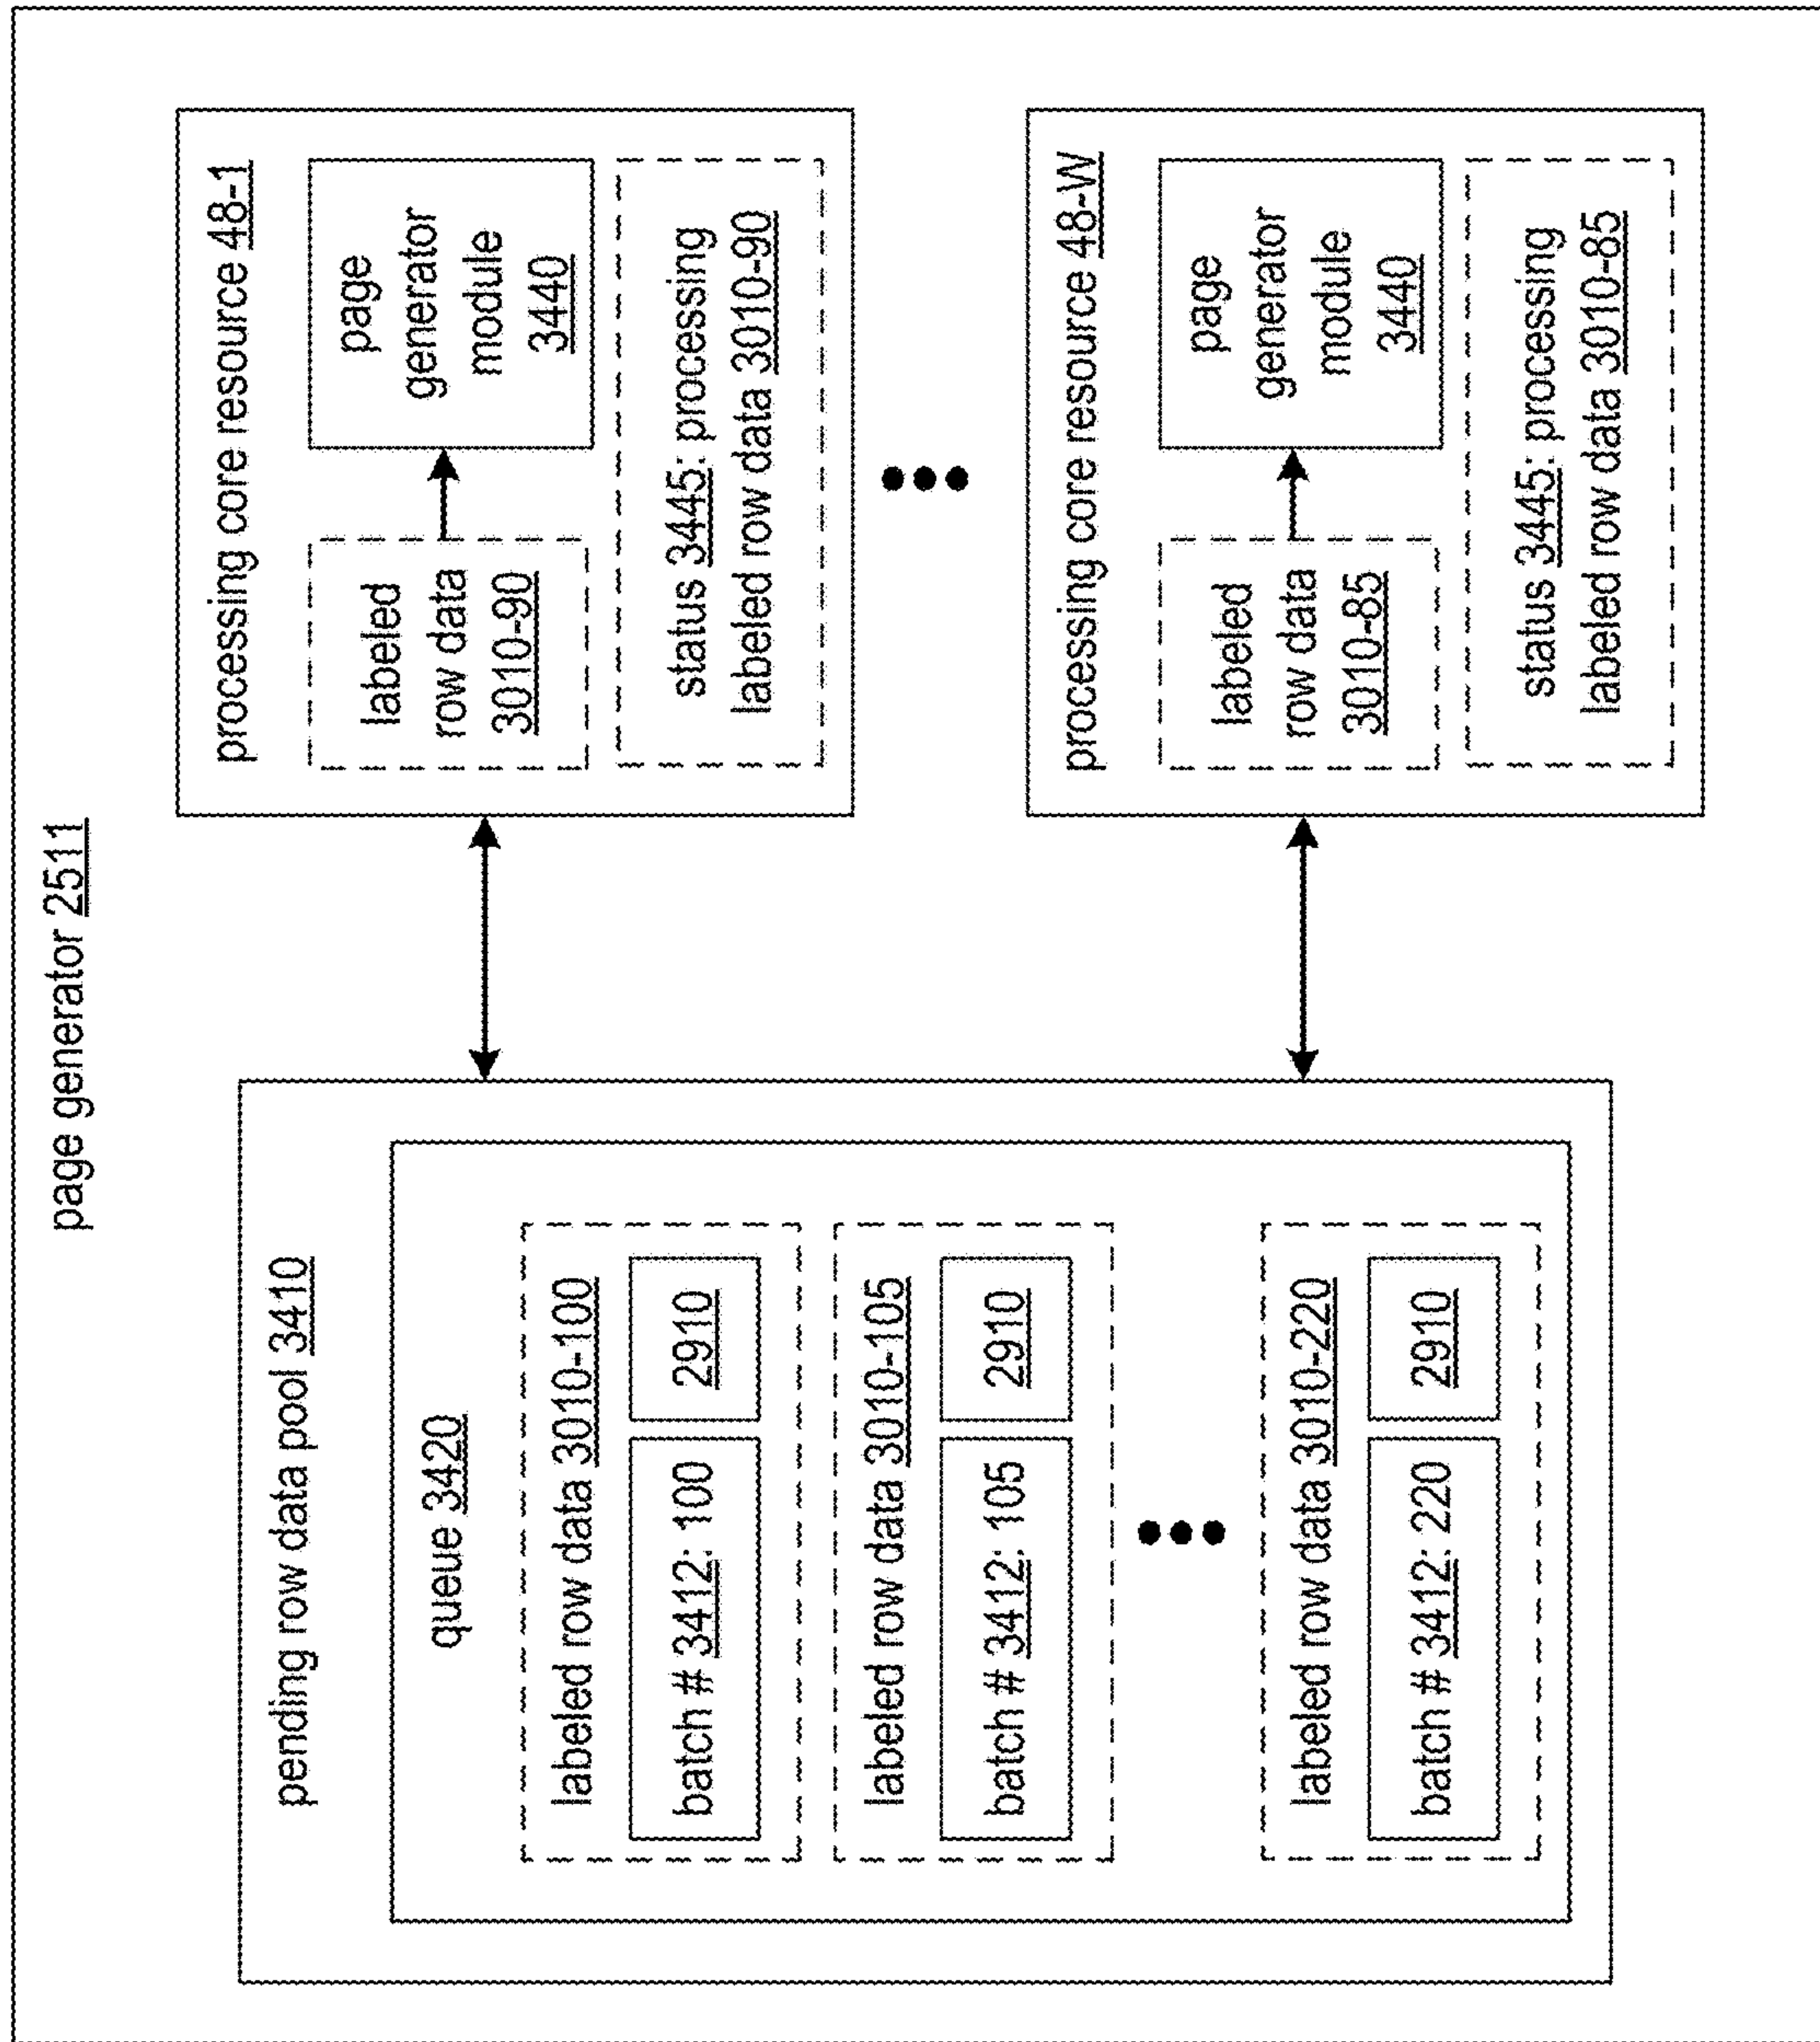 page generator 2511
pending row data pool 3410
queue 3420
labeled row data 3010-100
batch # 3412: 100
2910
labeled row data 3010-105
batch # 3412: 105
2910
labeled row data 3010-220
batch # 3412: 220
2910
processing core resource 48-1
labeled
row data
3010-90
page
generator
module
3440
status 3445: processing
labeled row data 3010-90
processing core resource 48-W
labeled
row data
3010-85
page
generator
module
3440
status 3445: processing
labeled row data 3010-85